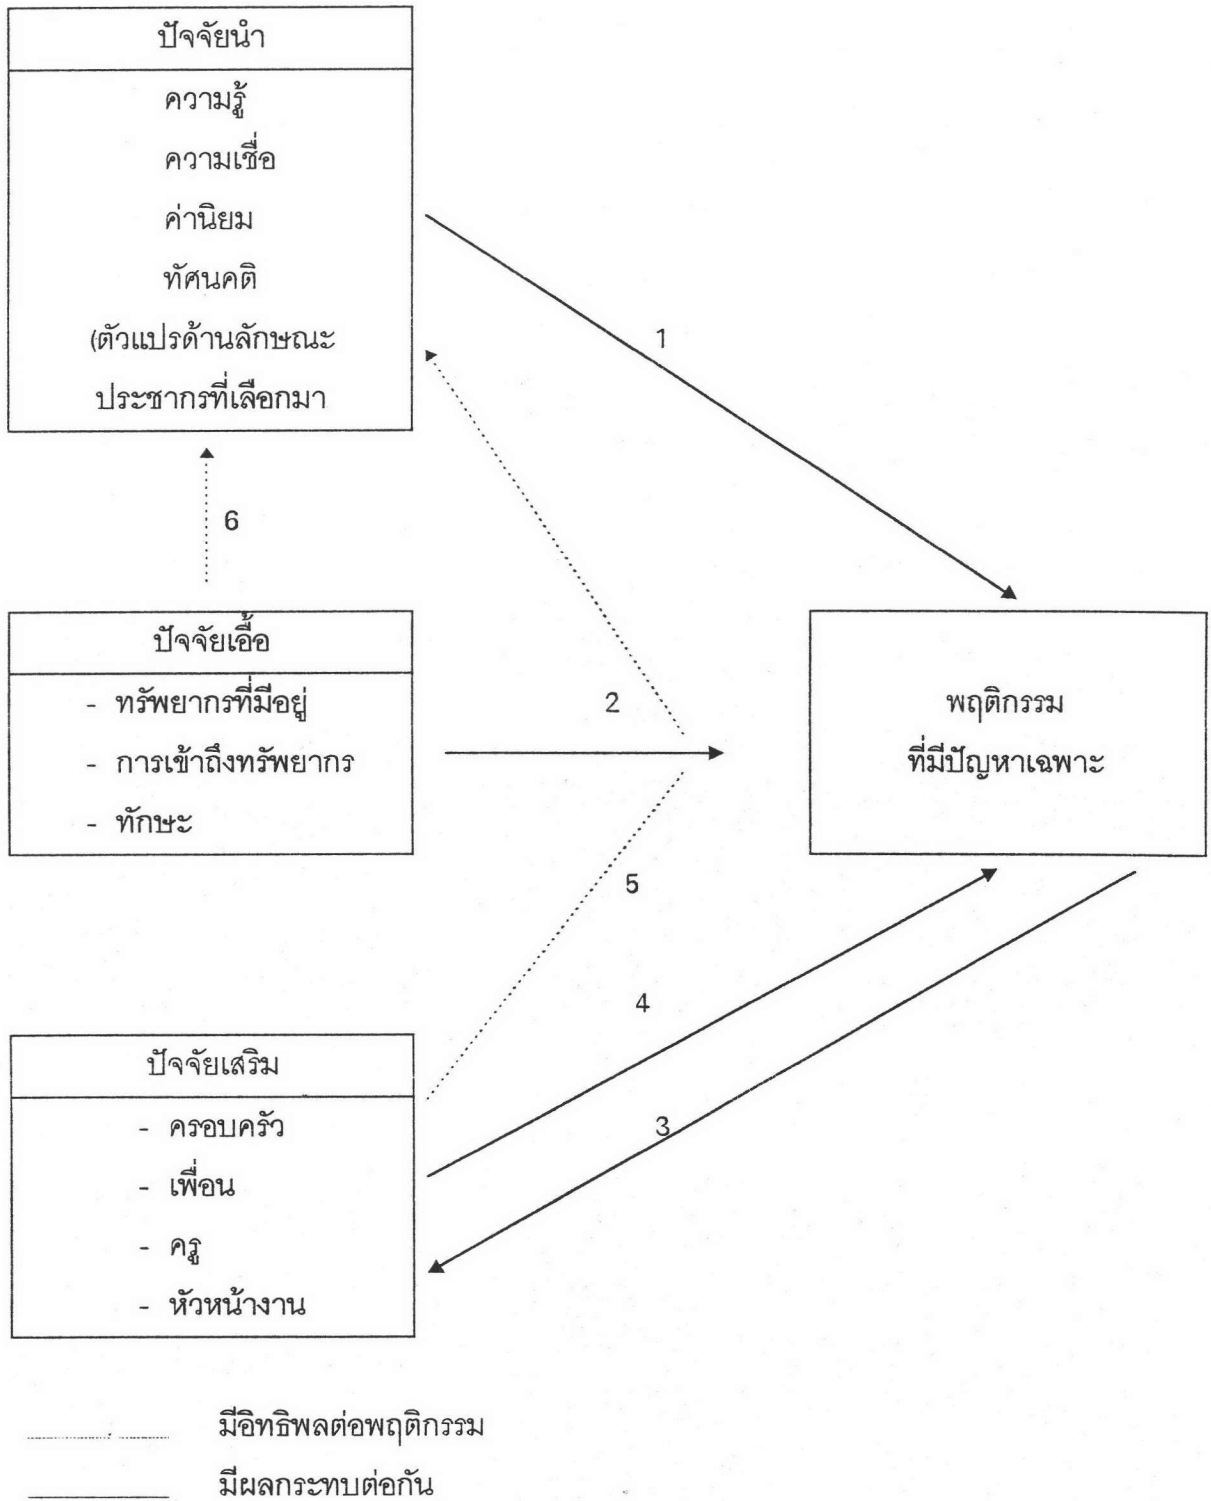 ปัจจัยนำ
ความรู้
ความเชื่อ
ค่านิยม
ทัศนคติ
(ตัวแปรด้านลักษณะ
ประชากรที่เลือกมา
1
6
ปัจจัยเอื้อ
- ทรัพยากรที่มีอยู่
- การเข้าถึงทรัพยากร
- ทักษะ
2
พฤติกรรม
ที่มีปัญหาเฉพาะ
5
4
3
ปัจจัยเสริม
- ครอบครัว
- เพื่อน
- ครู
- หัวหน้างาน
มีอิทธิพลต่อพฤติกรรม
มีผลกระทบต่อกัน